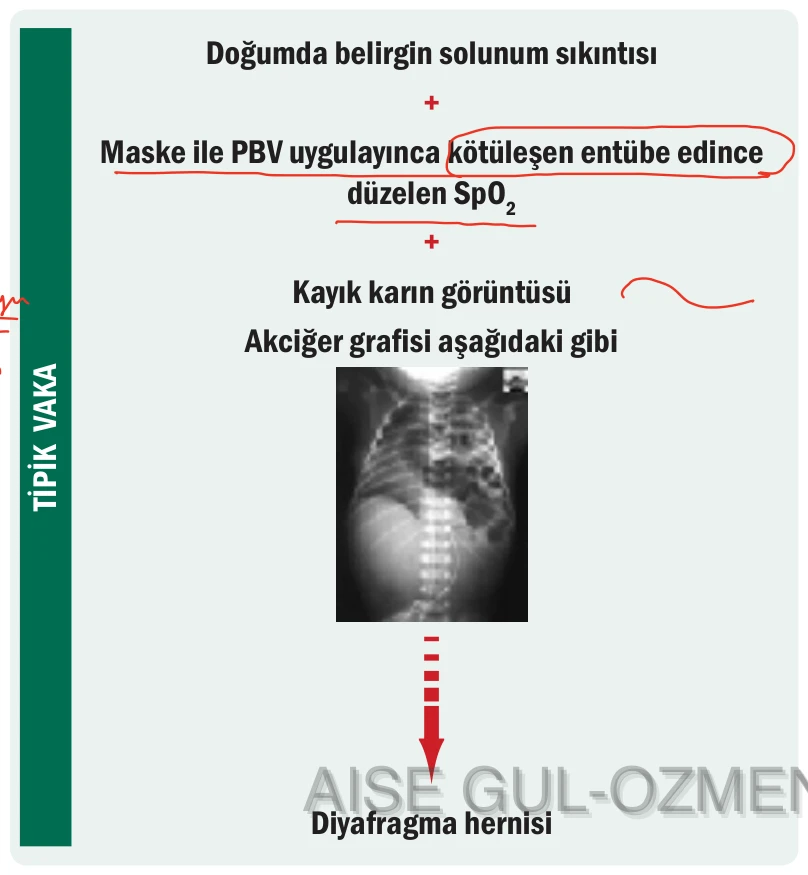 Doğumda belirgin solunum sıkıntısı
+
Maske ile PBV uygulayınca kötüleşen entübe edince
düzelen SpO₂
+
Kayık karın görüntüsü
Akciğer grafisi aşağıdaki gibi
TİPİK VAKA
AISE GUL-OZMEN
Diyafragma hernisi